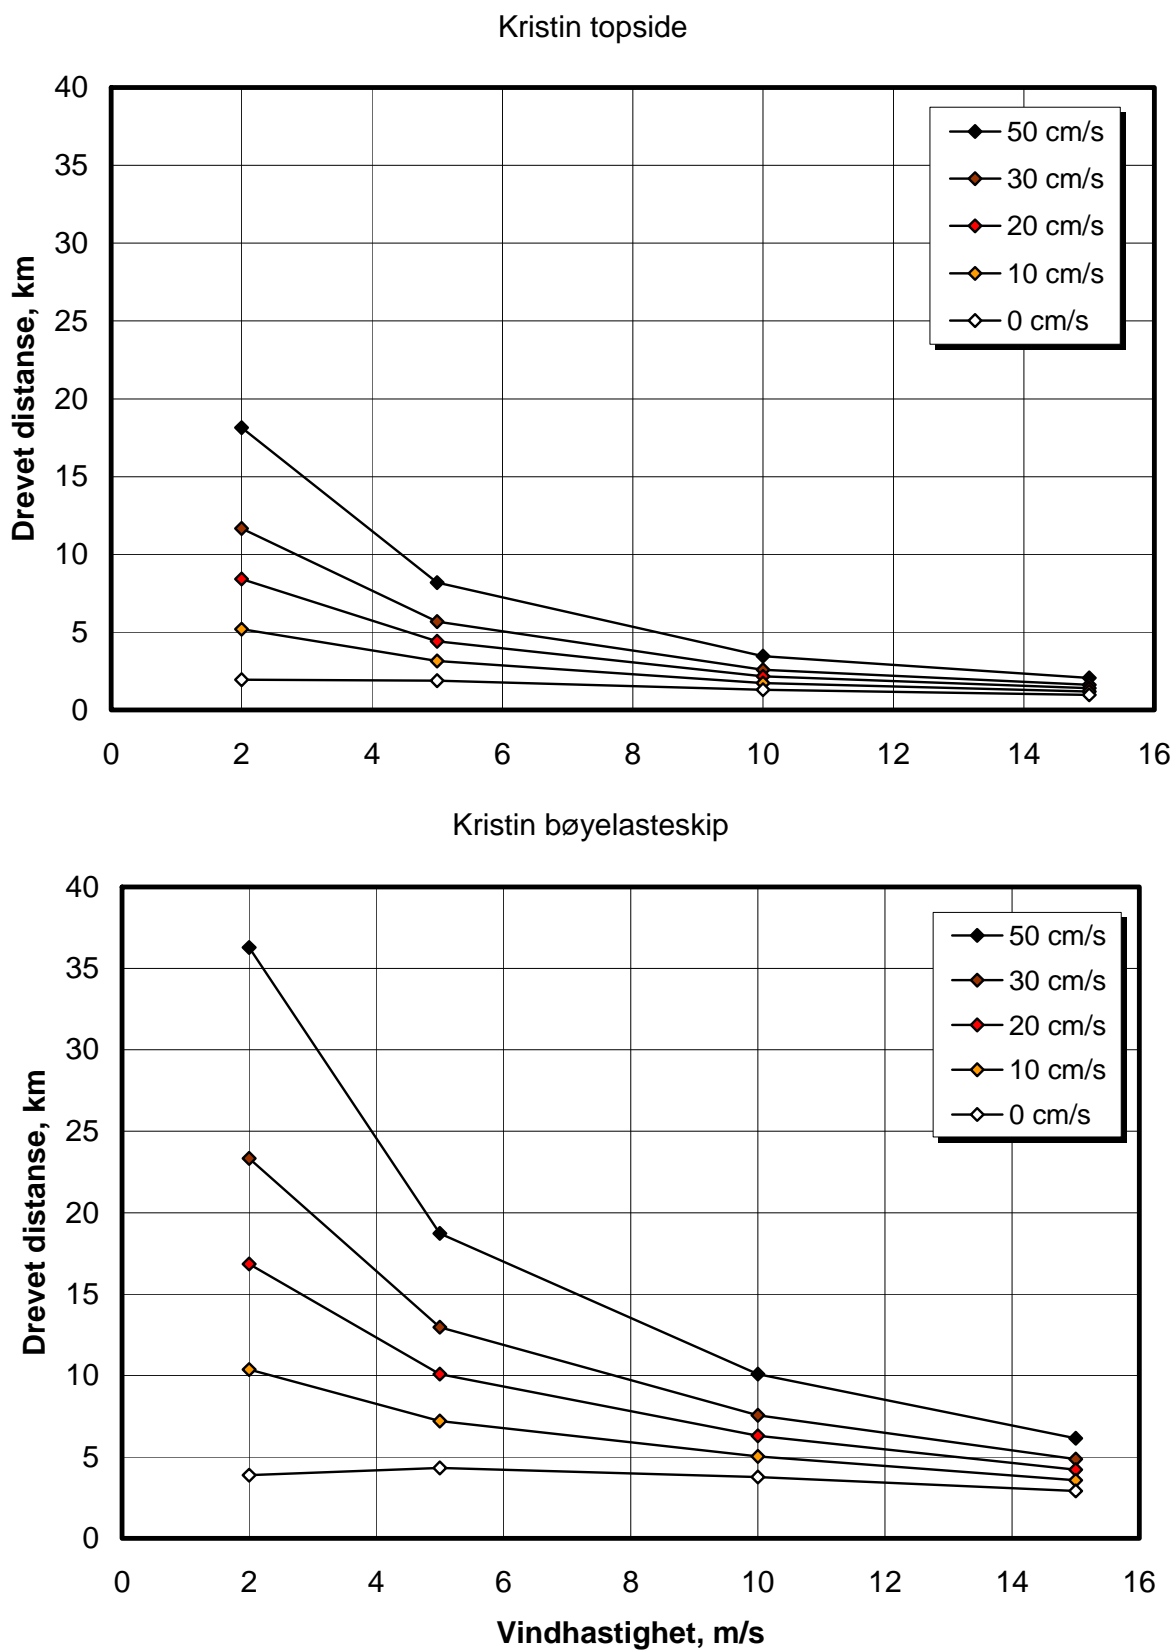 Kristin topside
40
35
30
25
20
15
10
5
0
Drevet distanse, km
50 cm/s
30 cm/s
20 cm/s
10 cm/s
0 cm/s
0 2 4 6 8 10 12 14 16
Kristin bøyelasteskip
40
35
30
25
20
15
10
5
0
Drevet distanse, km
50 cm/s
30 cm/s
20 cm/s
10 cm/s
0 cm/s
0 2 4 6 8 10 12 14 16
Vindhastighet, m/s